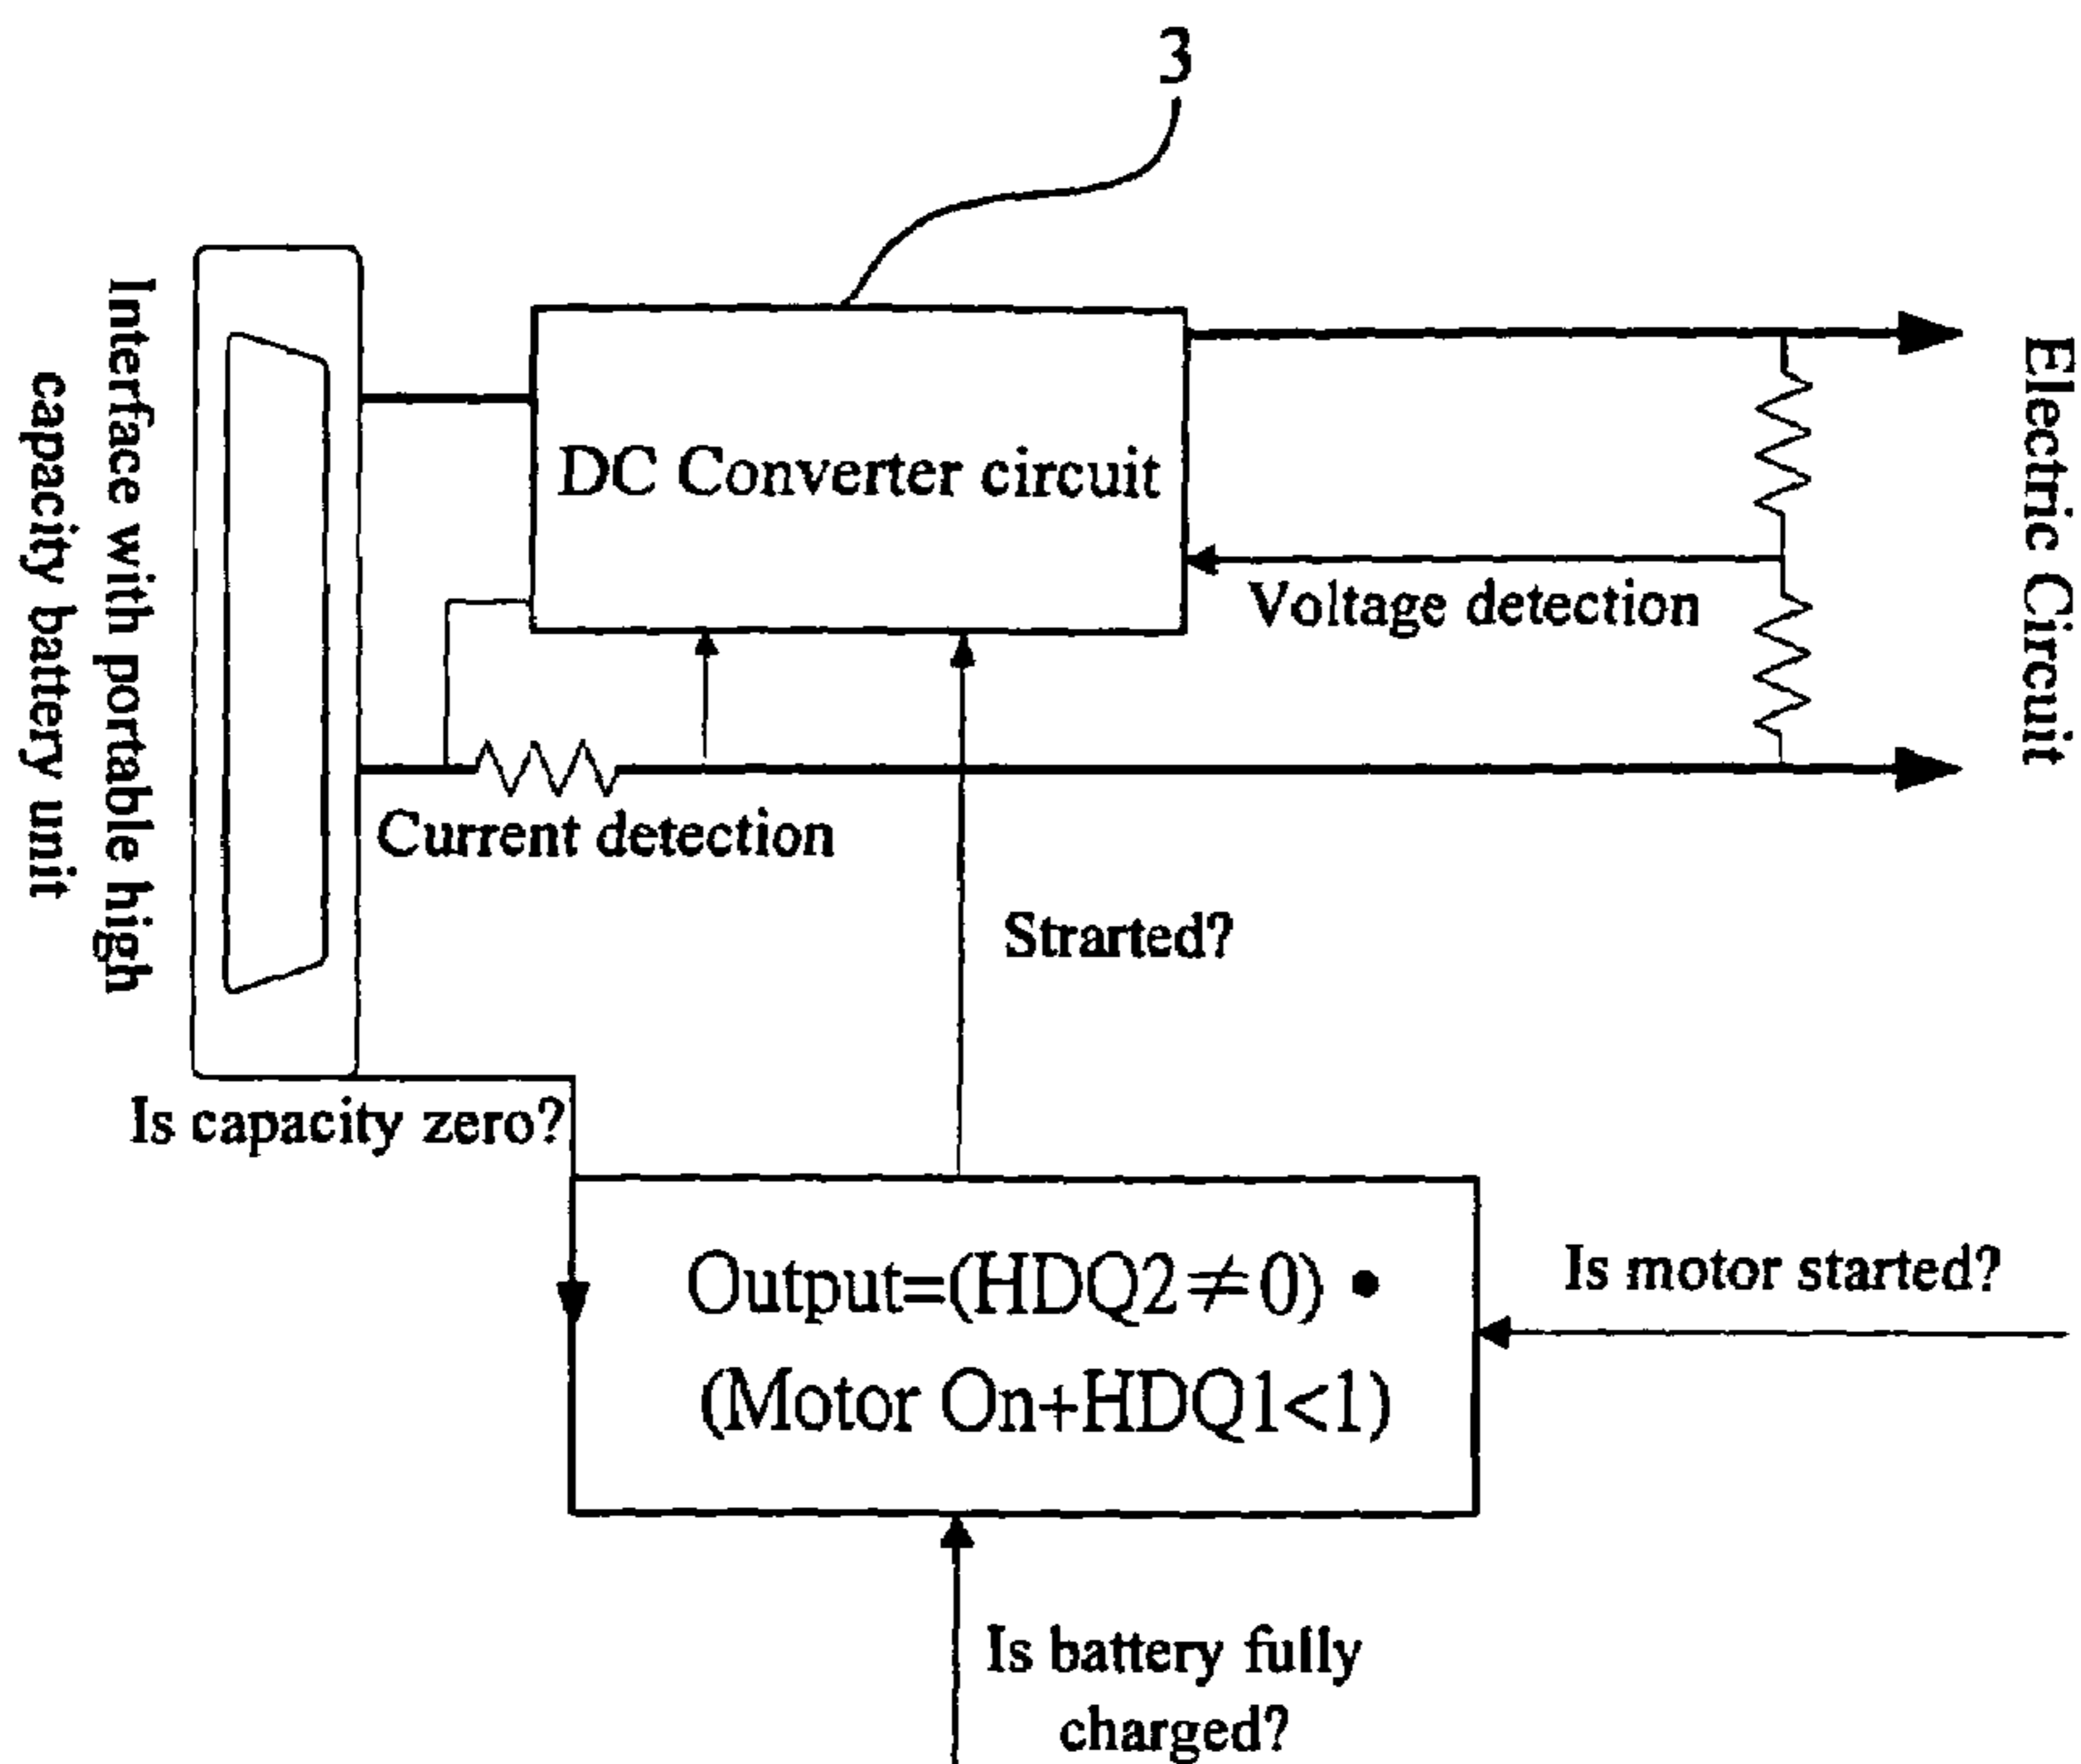 3
Interface with portable high
capacity battery unit
DC Converter circuit
Electric Circuit
Voltage detection
Current detection
Strarted?
Is capacity zero?
Output=(HDQ2≠0) •
(Motor On+HDQ1<1)
Is motor started?
Is battery fully
charged?